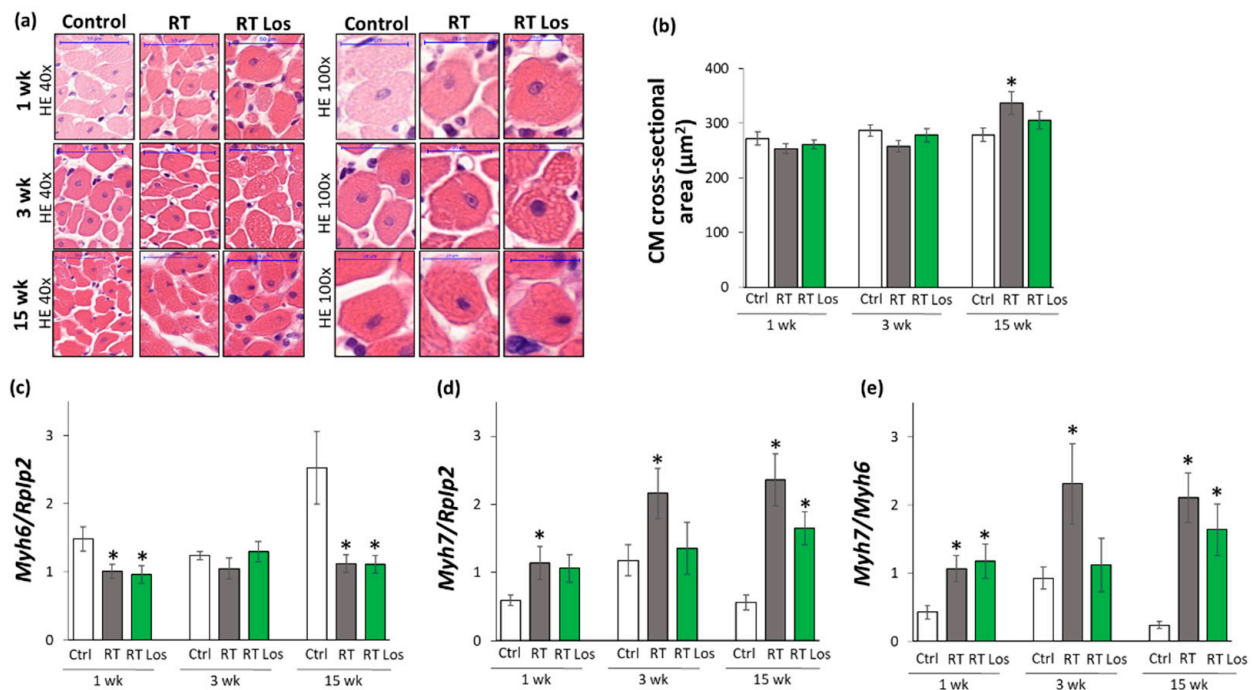 (a)
Control RT RT Los Control RT RT Los
1 wk
HE 40x
HE 100x
3 wk
HE 40x
HE 100x
15 wk
HE 40x
HE 100x
(b)
CM cross-sectional
area (µm²)
400
300
200
100
0
Ctrl RT RT Los Ctrl RT RT Los Ctrl RT RT Los
1 wk 3 wk 15 wk
*
(c)
Myh6/Rplp2
3
2
1
0
* * * *
Ctrl RT RT Los Ctrl RT RT Los Ctrl RT RT Los
1 wk 3 wk 15 wk
(d)
Myh7/Rplp2
3
2
1
0
* * * *
Ctrl RT RT Los Ctrl RT RT Los Ctrl RT RT Los
1 wk 3 wk 15 wk
(e)
Myh7/Myh6
3
2
1
0
* * * * *
Ctrl RT RT Los Ctrl RT RT Los Ctrl RT RT Los
1 wk 3 wk 15 wk